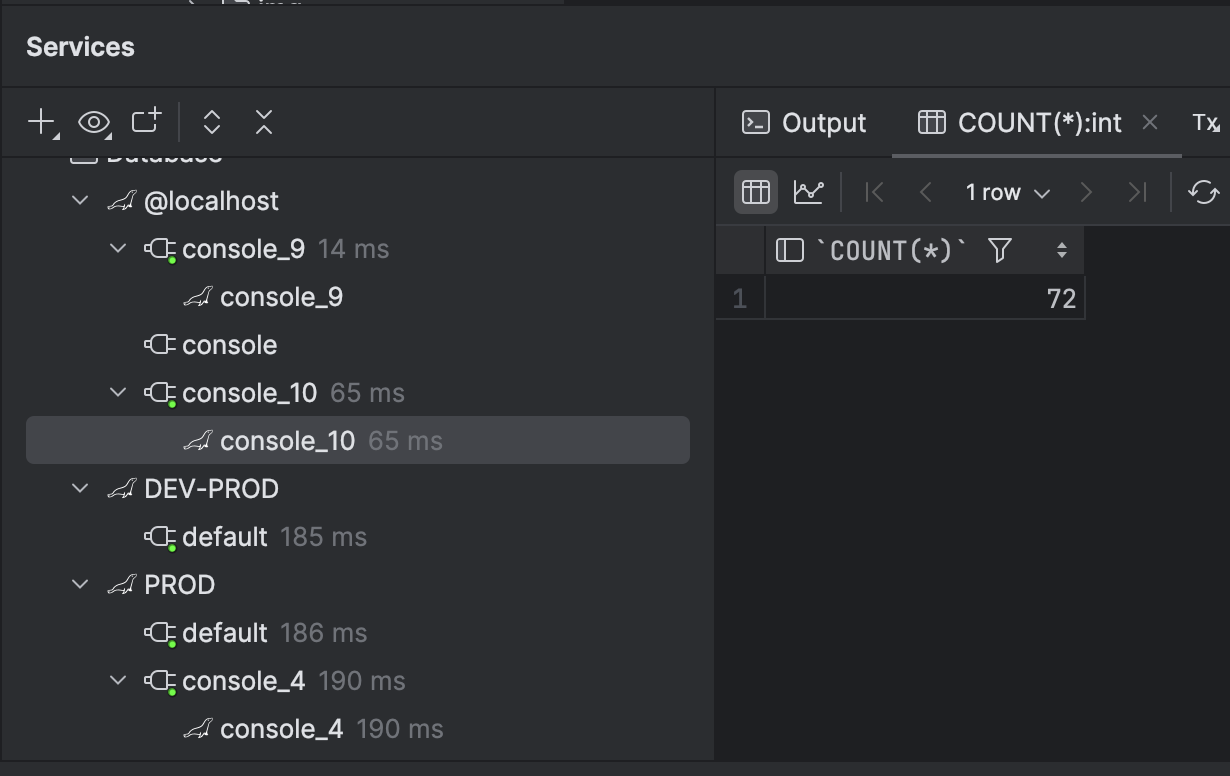 Services
Output
COUNT(*):int
Tx
Database
@localhost
1 row
console_9 14 ms
`COUNT(*)`
console_9
1 72
console
console_10 65 ms
console_10 65 ms
DEV-PROD
default 185 ms
PROD
default 186 ms
console_4 190 ms
console_4 190 ms